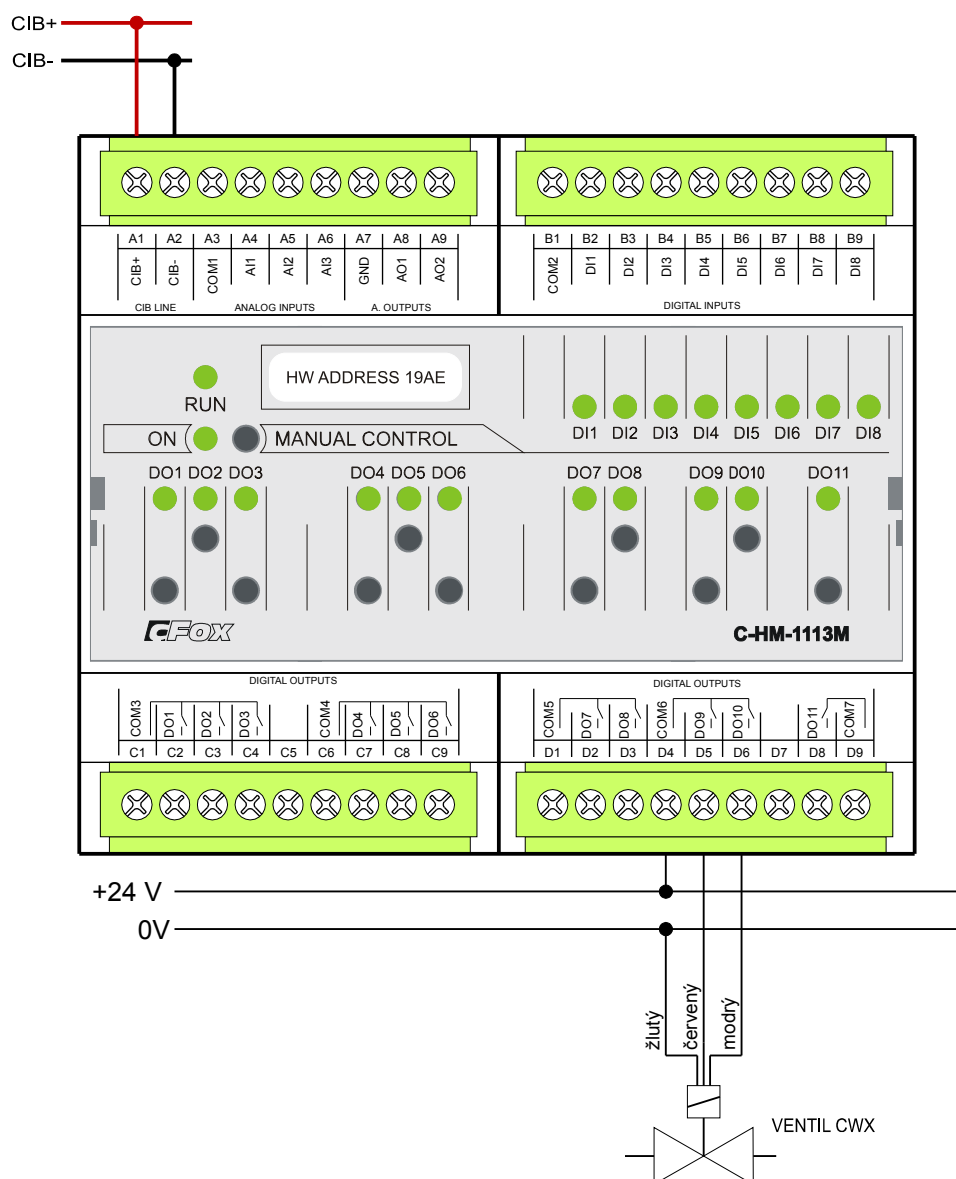 CIB+
CIB-
A1 A2 A3 A4 A5 A6 A7 A8 A9
CIB+ CIB- COM1 AI1 AI2 AI3 GND AO1 AO2
CIB LINE ANALOG INPUTS A. OUTPUTS
B1 B2 B3 B4 B5 B6 B7 B8 B9
COM2 DI1 DI2 DI3 DI4 DI5 DI6 DI7 DI8
DIGITAL INPUTS
HW ADDRESS 19AE
RUN
ON MANUAL CONTROL
DI1 DI2 DI3 DI4 DI5 DI6 DI7 DI8
DO1 DO2 DO3 DO4 DO5 DO6 DO7 DO8 DO9 DO10 DO11
CFOX
C-HM-1113M
DIGITAL OUTPUTS
COM3 DO1 DO2 DO3 COM4 DO4 DO5 DO6
C1 C2 C3 C4 C5 C6 C7 C8 C9
DIGITAL OUTPUTS
COM5 DO7 DO8 COM6 DO9 DO10 DO11 COM7
D1 D2 D3 D4 D5 D6 D7 D8 D9
+24 V
0V
žlutý
červený
modrý
VENTIL CWX